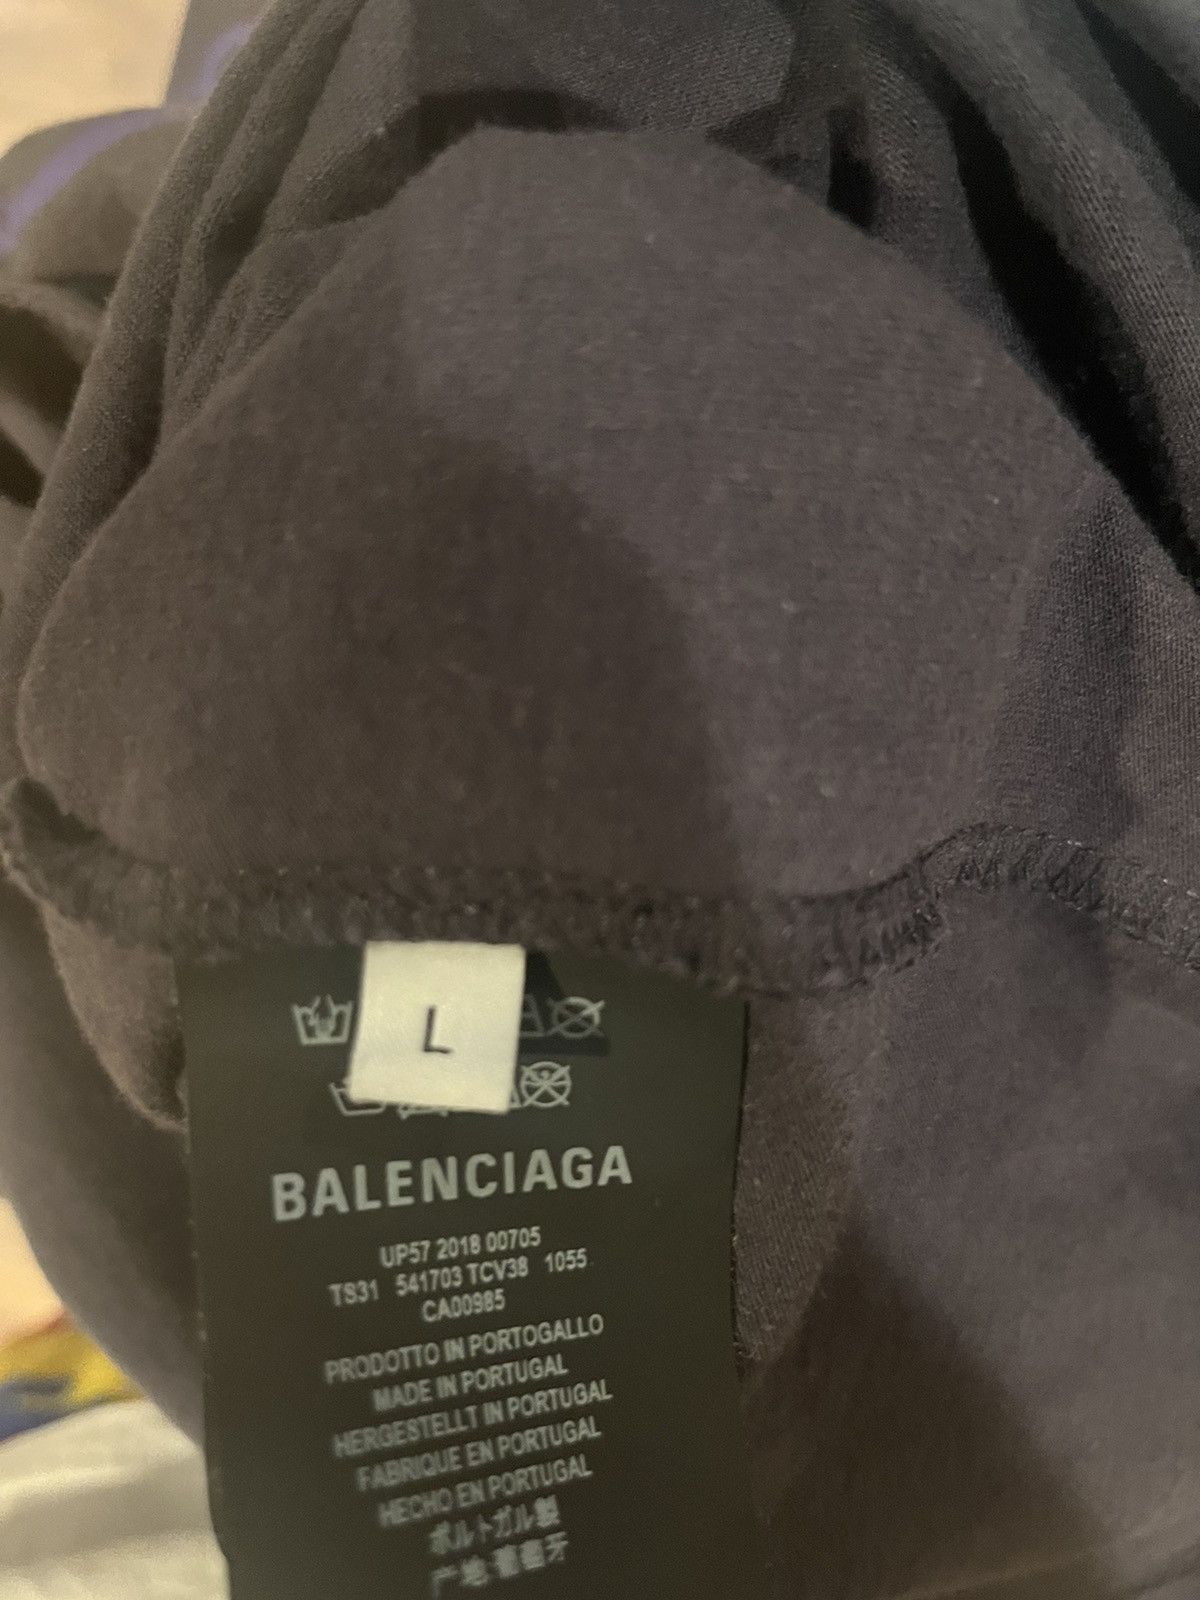 L
BALENCIAGA
UP57 2018 00705
TS31 541703 TCV38 1055
CA00985
PRODOTTO IN PORTOGALLO
MADE IN PORTUGAL
HERGESTELLT IN PORTUGAL
FABRIQUE EN PORTUGAL
HECHO EN PORTUGAL
ポルトガル製
产地:葡萄牙